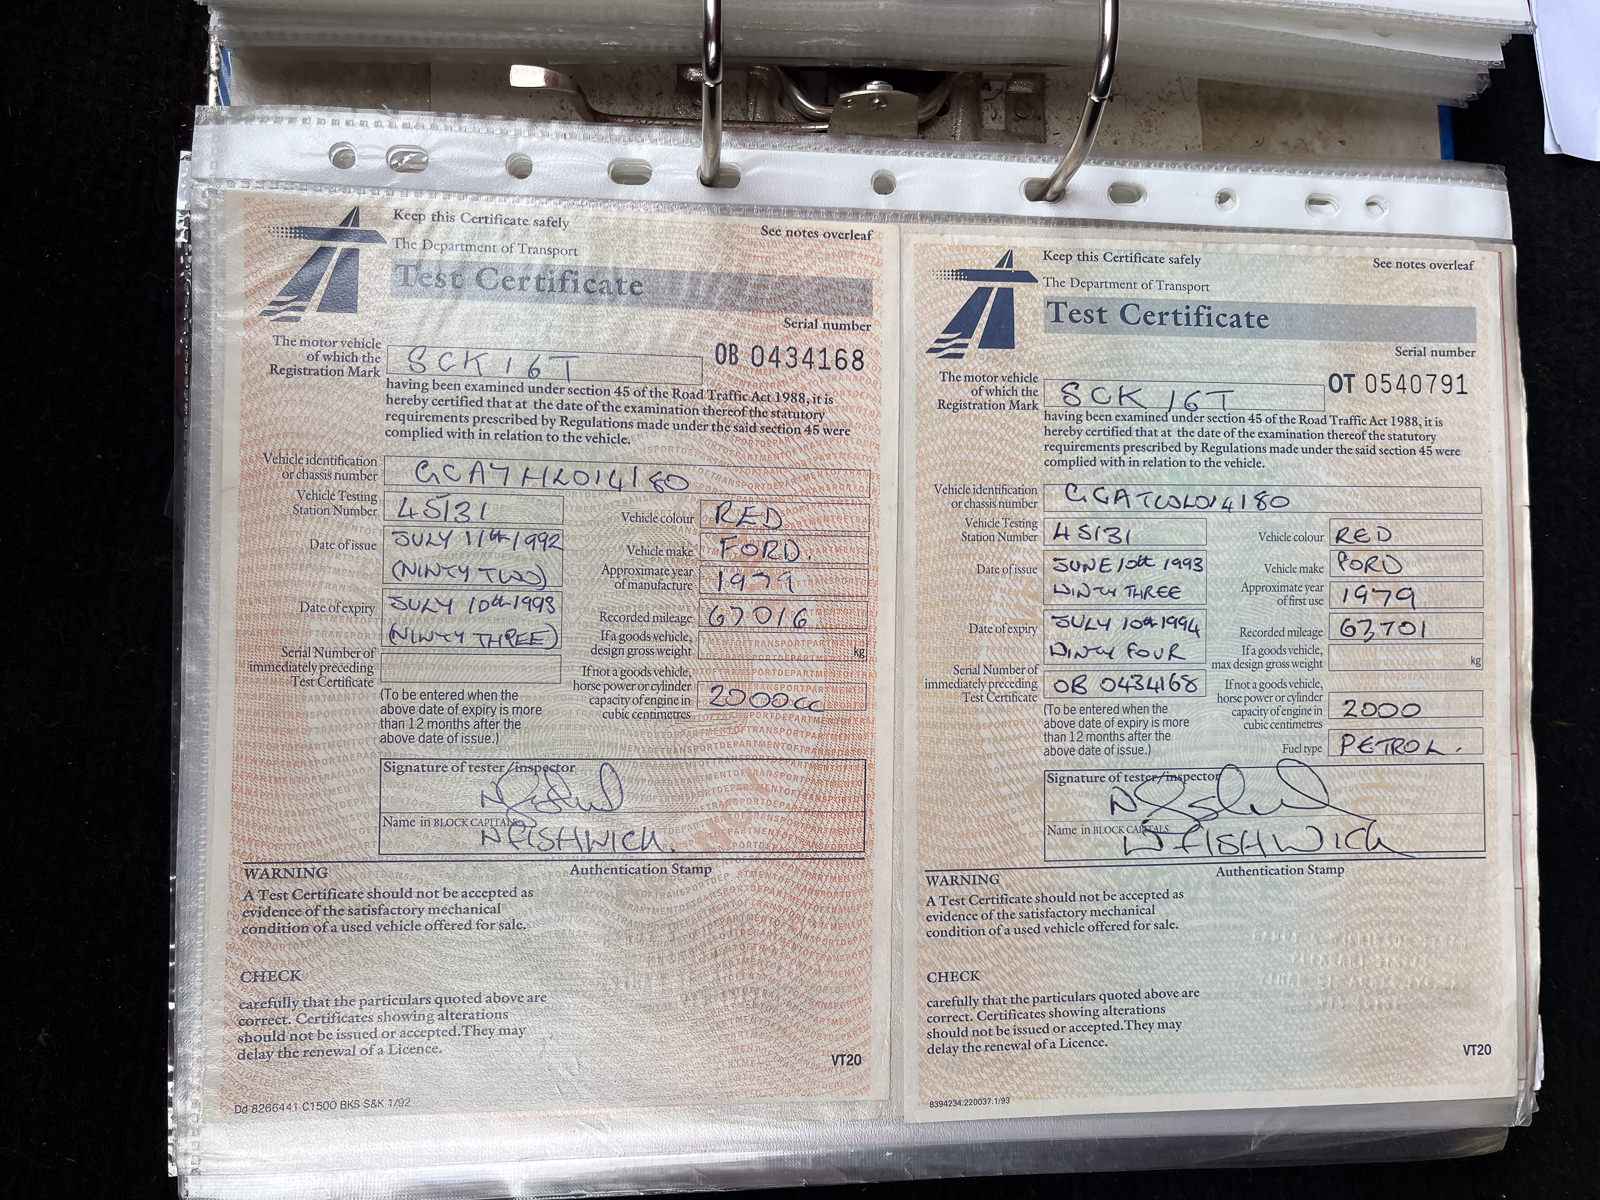 Keep this Certificate safely
See notes overleaf
The Department of Transport
Test Certificate
Serial number
OB 0434168
The motor vehicle
of which the
Registration Mark
SCK 16T
having been examined under section 45 of the Road Traffic Act 1988, it is
hereby certified that at the date of the examination thereof the statutory
requirements prescribed by Regulations made under the said section 45 were
complied with in relation to the vehicle.
Vehicle identification
or chassis number
Vehicle Testing
Station Number
45131
Vehicle colour
RED
Date of issue
JULY 11th 1992
(NINTY TWO)
Vehicle make
FORD.
Approximate year
of manufacture
1979
Date of expiry
JULY 10th 1993
(NINTY THREE)
Recorded mileage
If a goods vehicle,
design gross weight
kg
Serial Number of
immediately preceding
Test Certificate
(To be entered when the
above date of expiry is more
than 12 months after the
above date of issue.)
If not a goods vehicle,
horse power or cylinder
capacity of engine in
cubic centimetres
2000cc
Signature of tester/inspector
Name in BLOCK CAPITALS
N FISHWICK.
WARNING
Authentication Stamp
A Test Certificate should not be accepted as
evidence of the satisfactory mechanical
condition of a used vehicle offered for sale.
CHECK
carefully that the particulars quoted above are
correct. Certificates showing alterations
should not be issued or accepted.They may
delay the renewal of a Licence.
VT20
Dd 8266441 C1500 BKS S&K 1/92
Keep this Certificate safely
See notes overleaf
The Department of Transport
Test Certificate
Serial number
OT 0540791
The motor vehicle
of which the
Registration Mark
SCK 16T
having been examined under section 45 of the Road Traffic Act 1988, it is
hereby certified that at the date of the examination thereof the statutory
requirements prescribed by Regulations made under the said section 45 were
complied with in relation to the vehicle.
Vehicle identification
or chassis number
Vehicle Testing
Station Number
45131
Vehicle colour
RED
Date of issue
JUNE 10th 1993
NINTY THREE
Vehicle make
FORD
Approximate year
of first use
1979
Date of expiry
JULY 10th 1994
NINTY FOUR
Recorded mileage
63701
If a goods vehicle,
max design gross weight
kg
Serial Number of
immediately preceding
Test Certificate
OB 0434168
(To be entered when the
above date of expiry is more
than 12 months after the
above date of issue.)
If not a goods vehicle,
horse power or cylinder
capacity of engine in
cubic centimetres
2000
Fuel type
PETROL.
Signature of tester/inspector
Name in BLOCK CAPITALS
N FISHWICK
WARNING
Authentication Stamp
A Test Certificate should not be accepted as
evidence of the satisfactory mechanical
condition of a used vehicle offered for sale.
CHECK
carefully that the particulars quoted above are
correct. Certificates showing alterations
should not be issued or accepted.They may
delay the renewal of a Licence.
VT20
8394234:220037:1/93